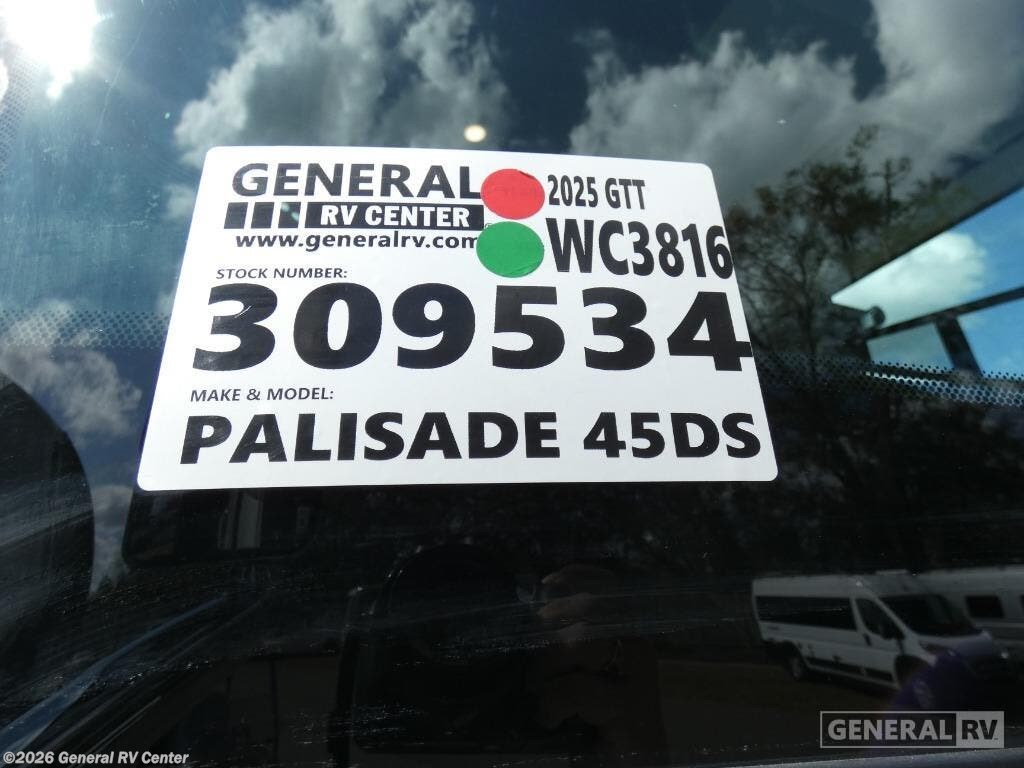 GENERAL
RV CENTER
www.generalrv.com
2025 GTT
WC3816
STOCK NUMBER:
309534
MAKE & MODEL:
PALISADE 45DS
GENERAL RV
©2026 General RV Center